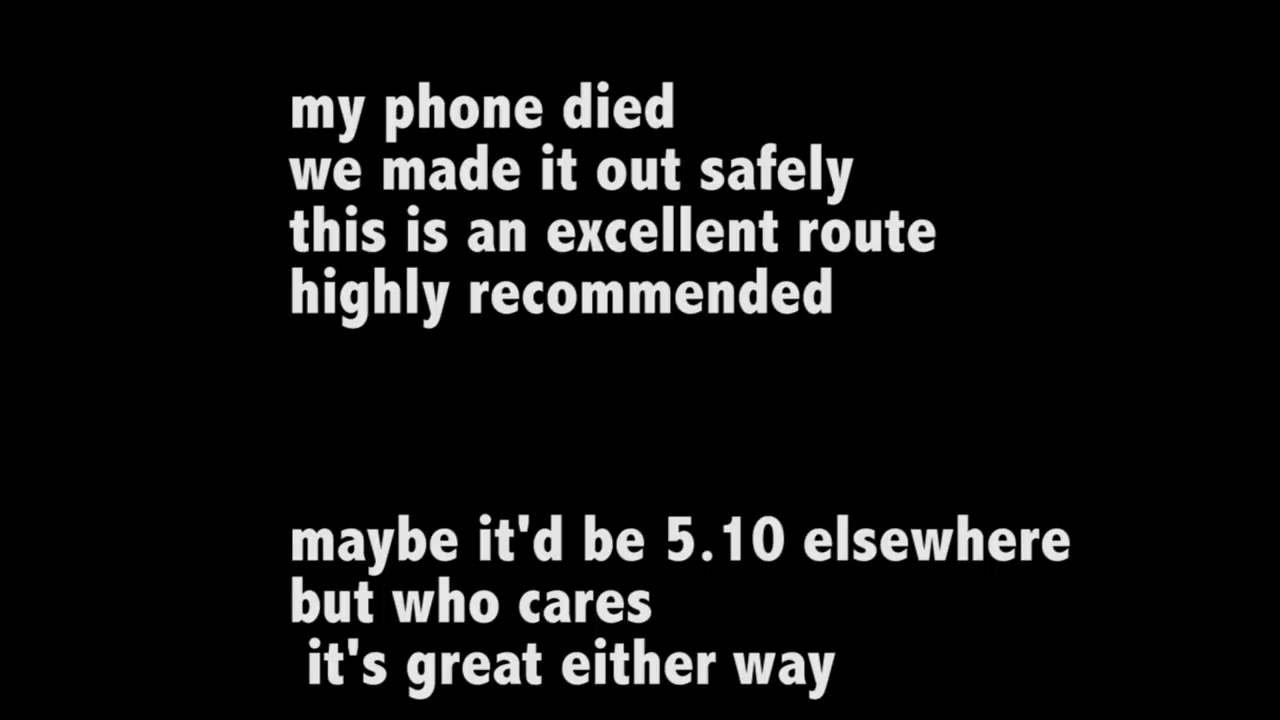 my phone died
we made it out safely
this is an excellent route
highly recommended
maybe it'd be 5.10 elsewhere
but who cares
it's great either way